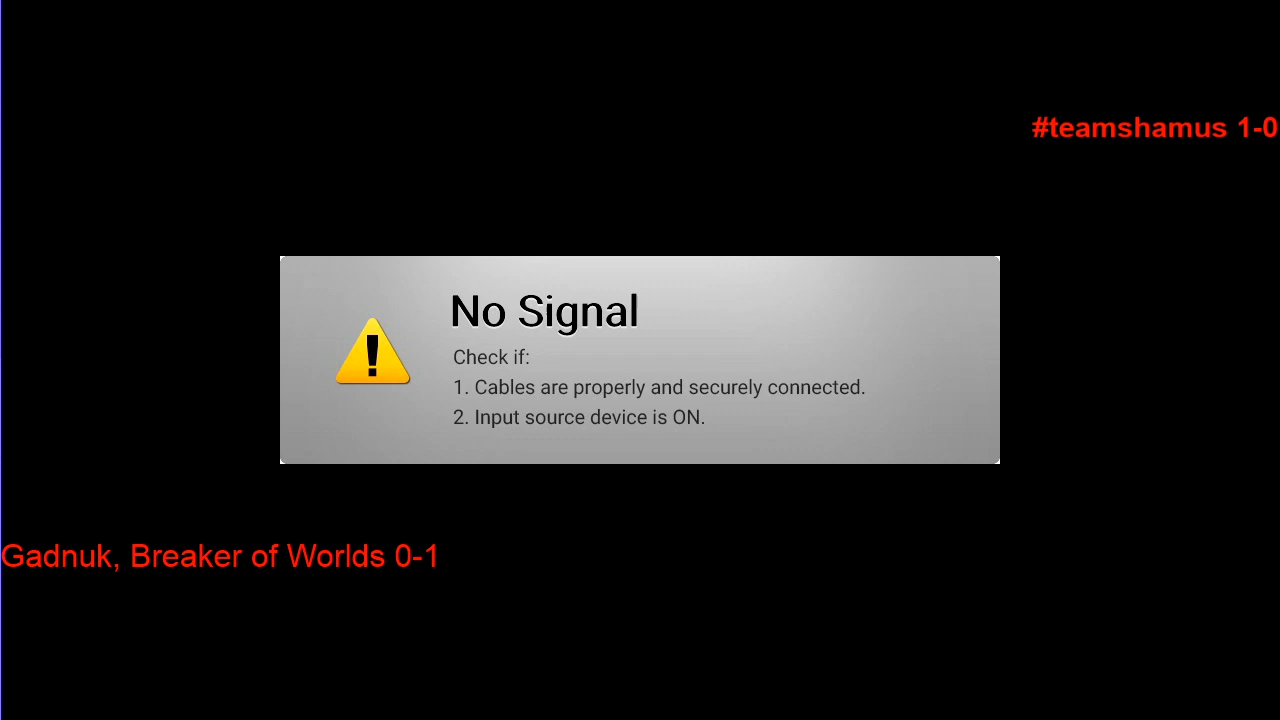 #teamshamus 1-0
No Signal
Check if:
1. Cables are properly and securely connected.
2. Input source device is ON.
Gadnuk, Breaker of Worlds 0-1